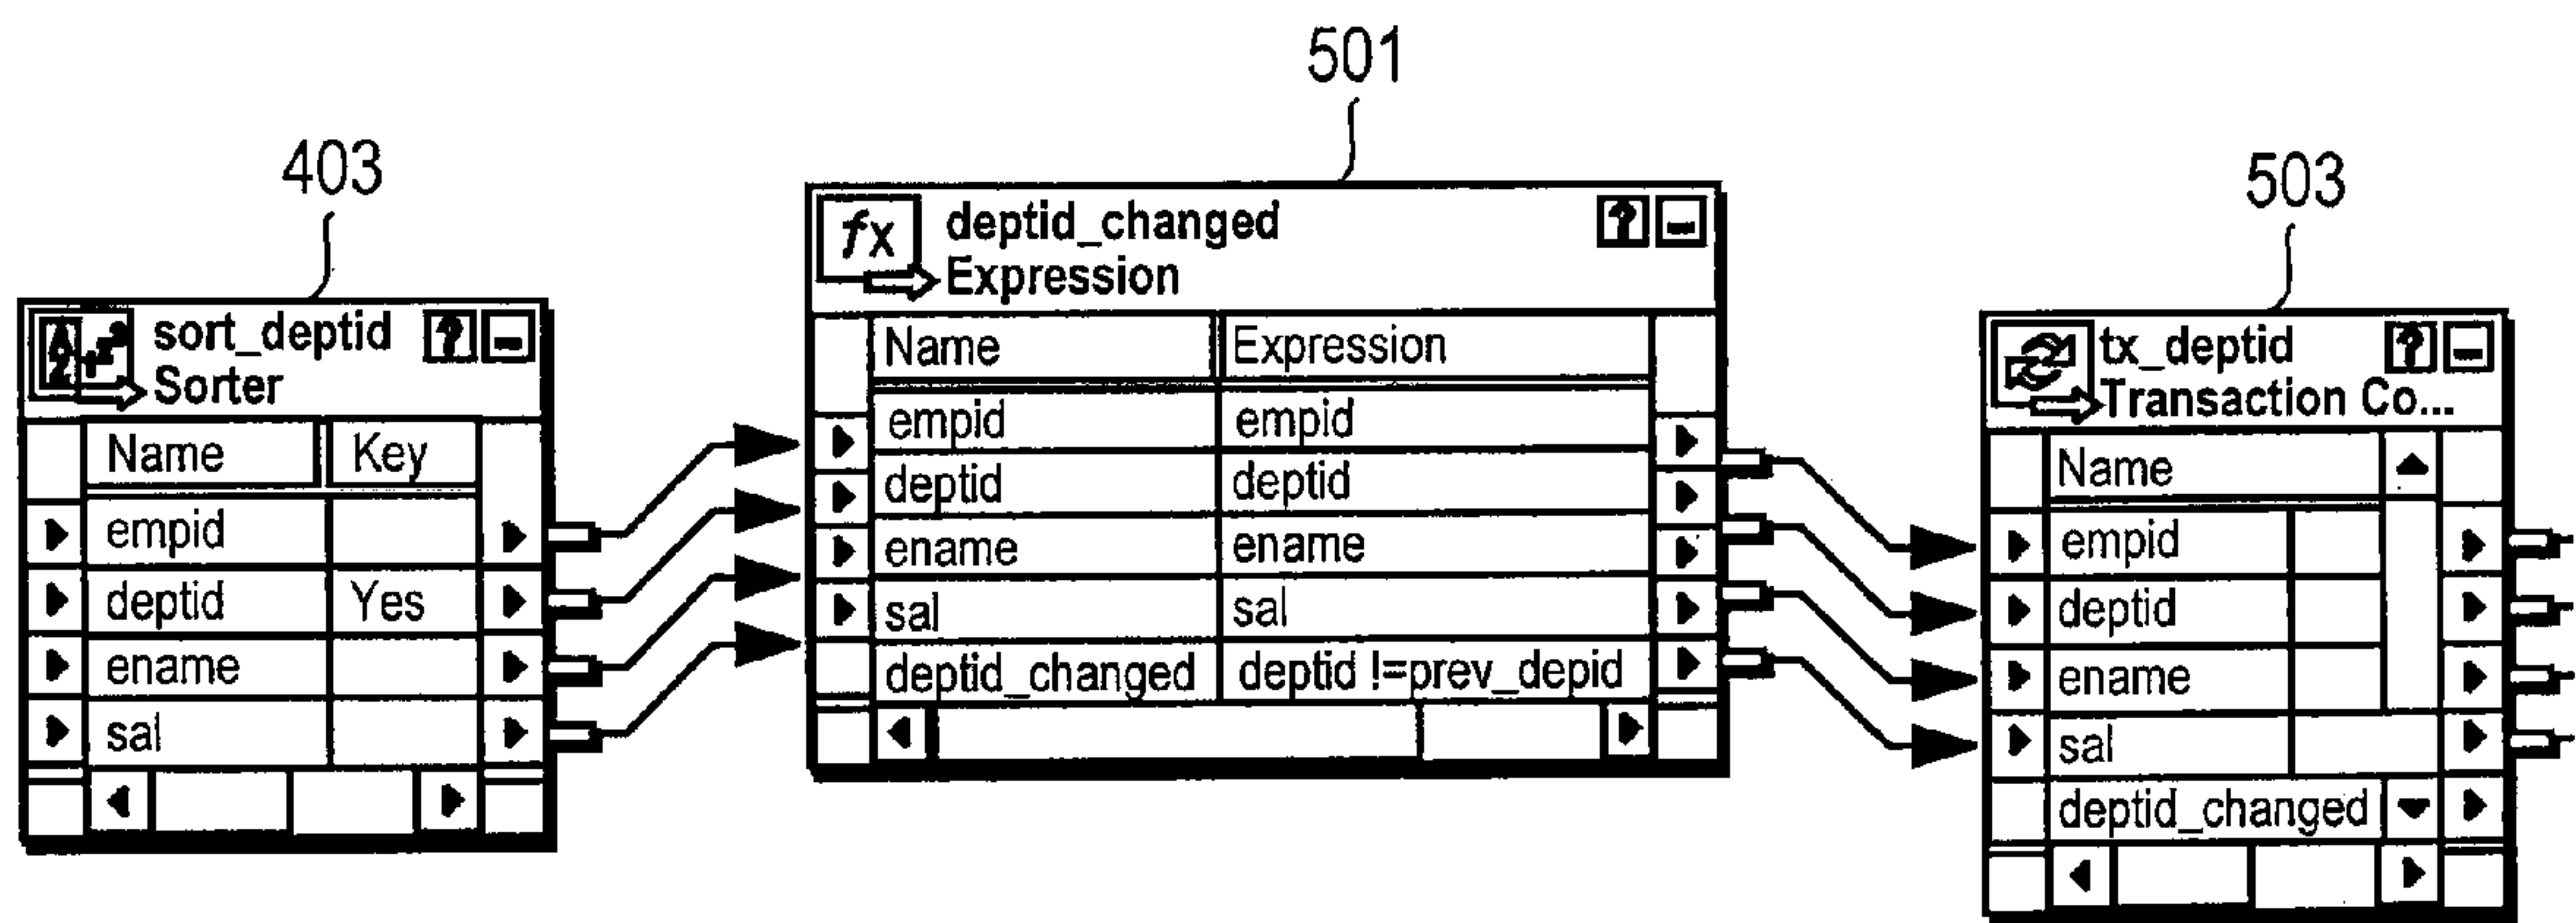 501
403
503
deptid_changed
Expression
sort_deptid
Sorter
tx_deptid
Transaction Co...
Name Key
empid
deptid Yes
ename
sal
Name Expression
empid empid
deptid deptid
ename ename
sal sal
deptid_changed deptid !=prev_depid
Name
empid
deptid
ename
sal
deptid_changed